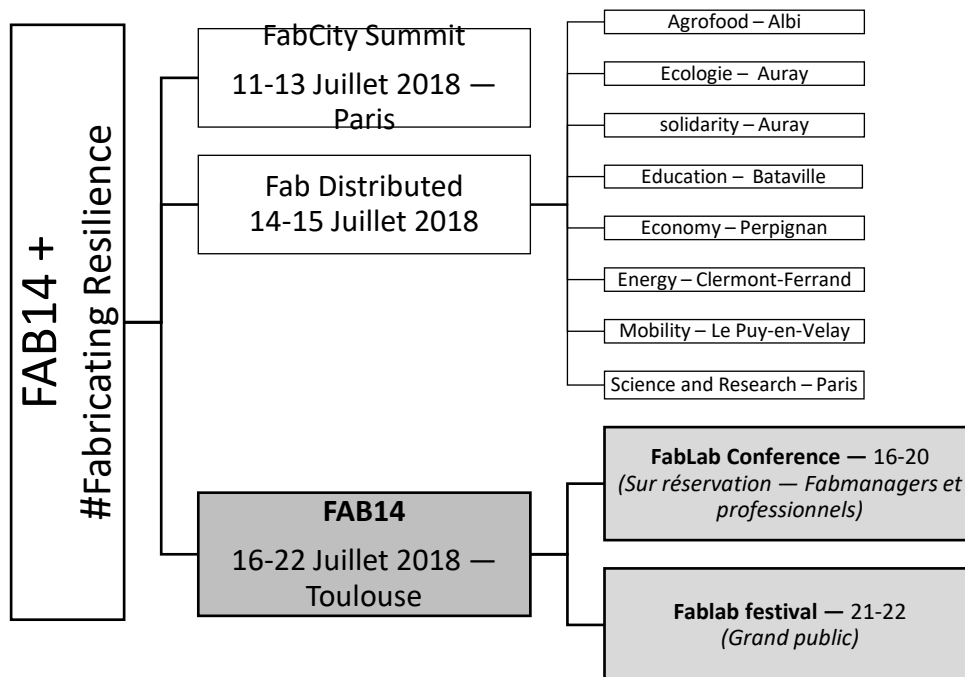 FAB14 +
#Fabricating Resilience
FabCity Summit
11-13 Juillet 2018 —
Paris
Fab Distributed
14-15 Juillet 2018
Agrofood – Albi
Ecologie – Auray
solidarity – Auray
Education – Bataville
Economy – Perpignan
Energy – Clermont-Ferrand
Mobility – Le Puy-en-Velay
Science and Research – Paris
FAB14
16-22 Juillet 2018 —
Toulouse
FabLab Conference — 16-20
(Sur réservation — Fabmanagers et
professionnels)
Fablab festival — 21-22
(Grand public)